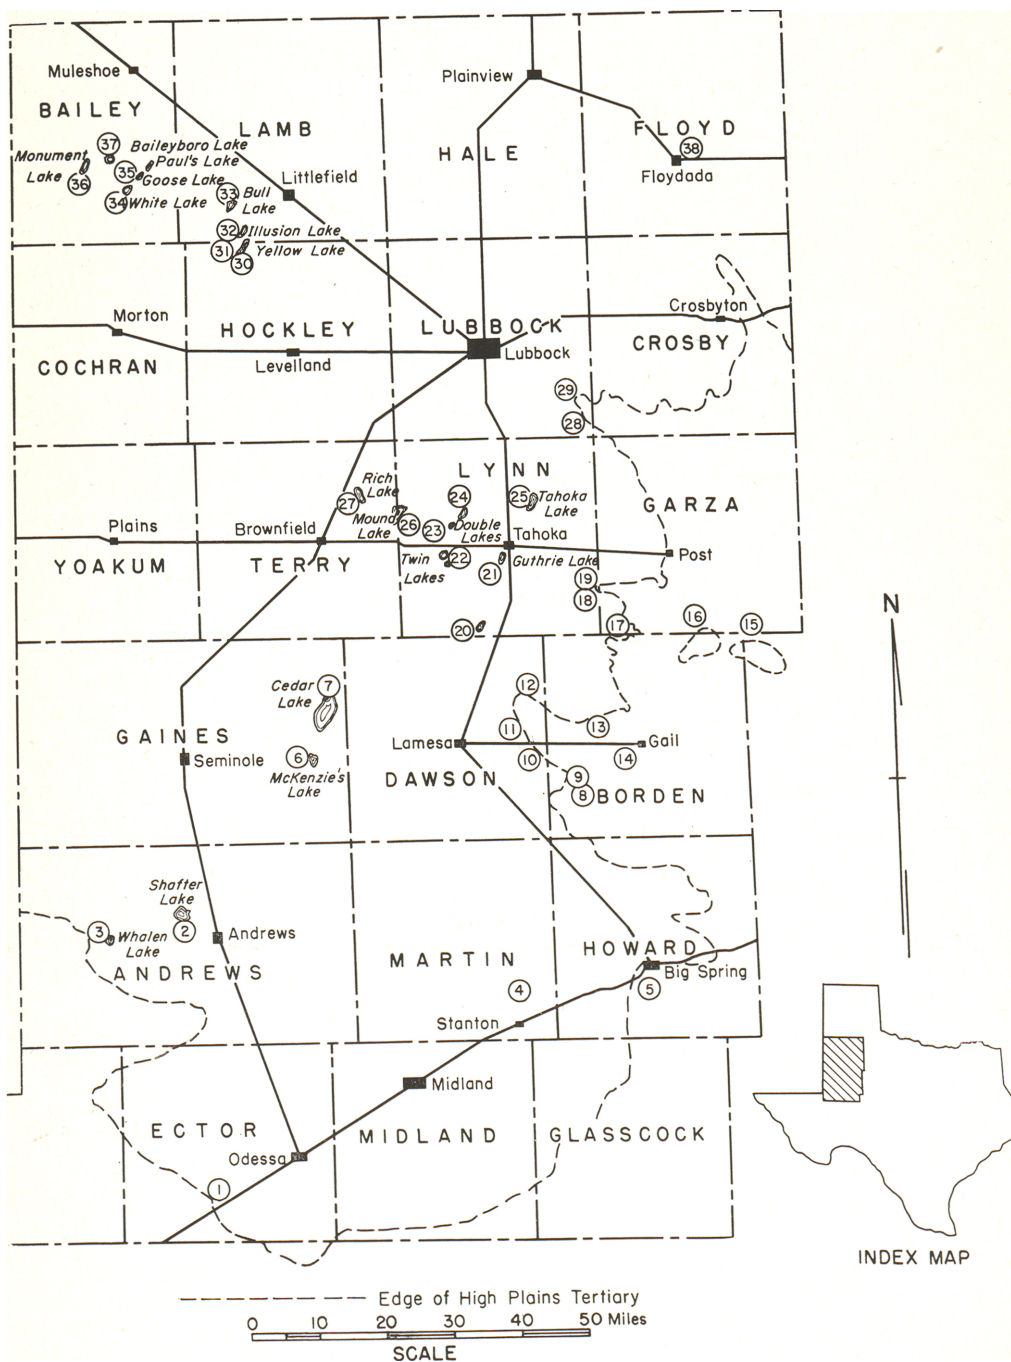 Muleshoe
Plainview
BAILEY
LAMB
FLOYD
HALE
38
Floydada
37
Baileyboro Lake
Monument
Lake
36
35
Paul's Lake
Goose Lake
34
White Lake
33
Bull
Lake
Littlefield
32
Illusion Lake
31
Yellow Lake
30
Morton
Crosbyton
HOCKLEY
LUBBOCK
Lubbock
CROSBY
COCHRAN
Levelland
29
28
LYNN
Rich
Lake
27
24
25
Tahoka
Lake
GARZA
Mound
Lake
26
23
Double
Lakes
Plains
Brownfield
Tahoka
Post
YOAKUM
TERRY
Twin
Lakes
22
21
Guthrie Lake
19
18
20
17
16
15
Cedar
Lake
7
12
GAINES
Seminole
6
McKenzie's
Lake
Lamesa
11
13
Gail
10
14
DAWSON
9
8
BORDEN
Shafter
Lake
3
Whalen
Lake
2
Andrews
ANDREWS
MARTIN
HOWARD
Big Spring
4
5
Stanton
Midland
ECTOR
MIDLAND
GLASSCOCK
Odessa
1
N
INDEX MAP
Edge of High Plains Tertiary
0 10 20 30 40 50 Miles
SCALE